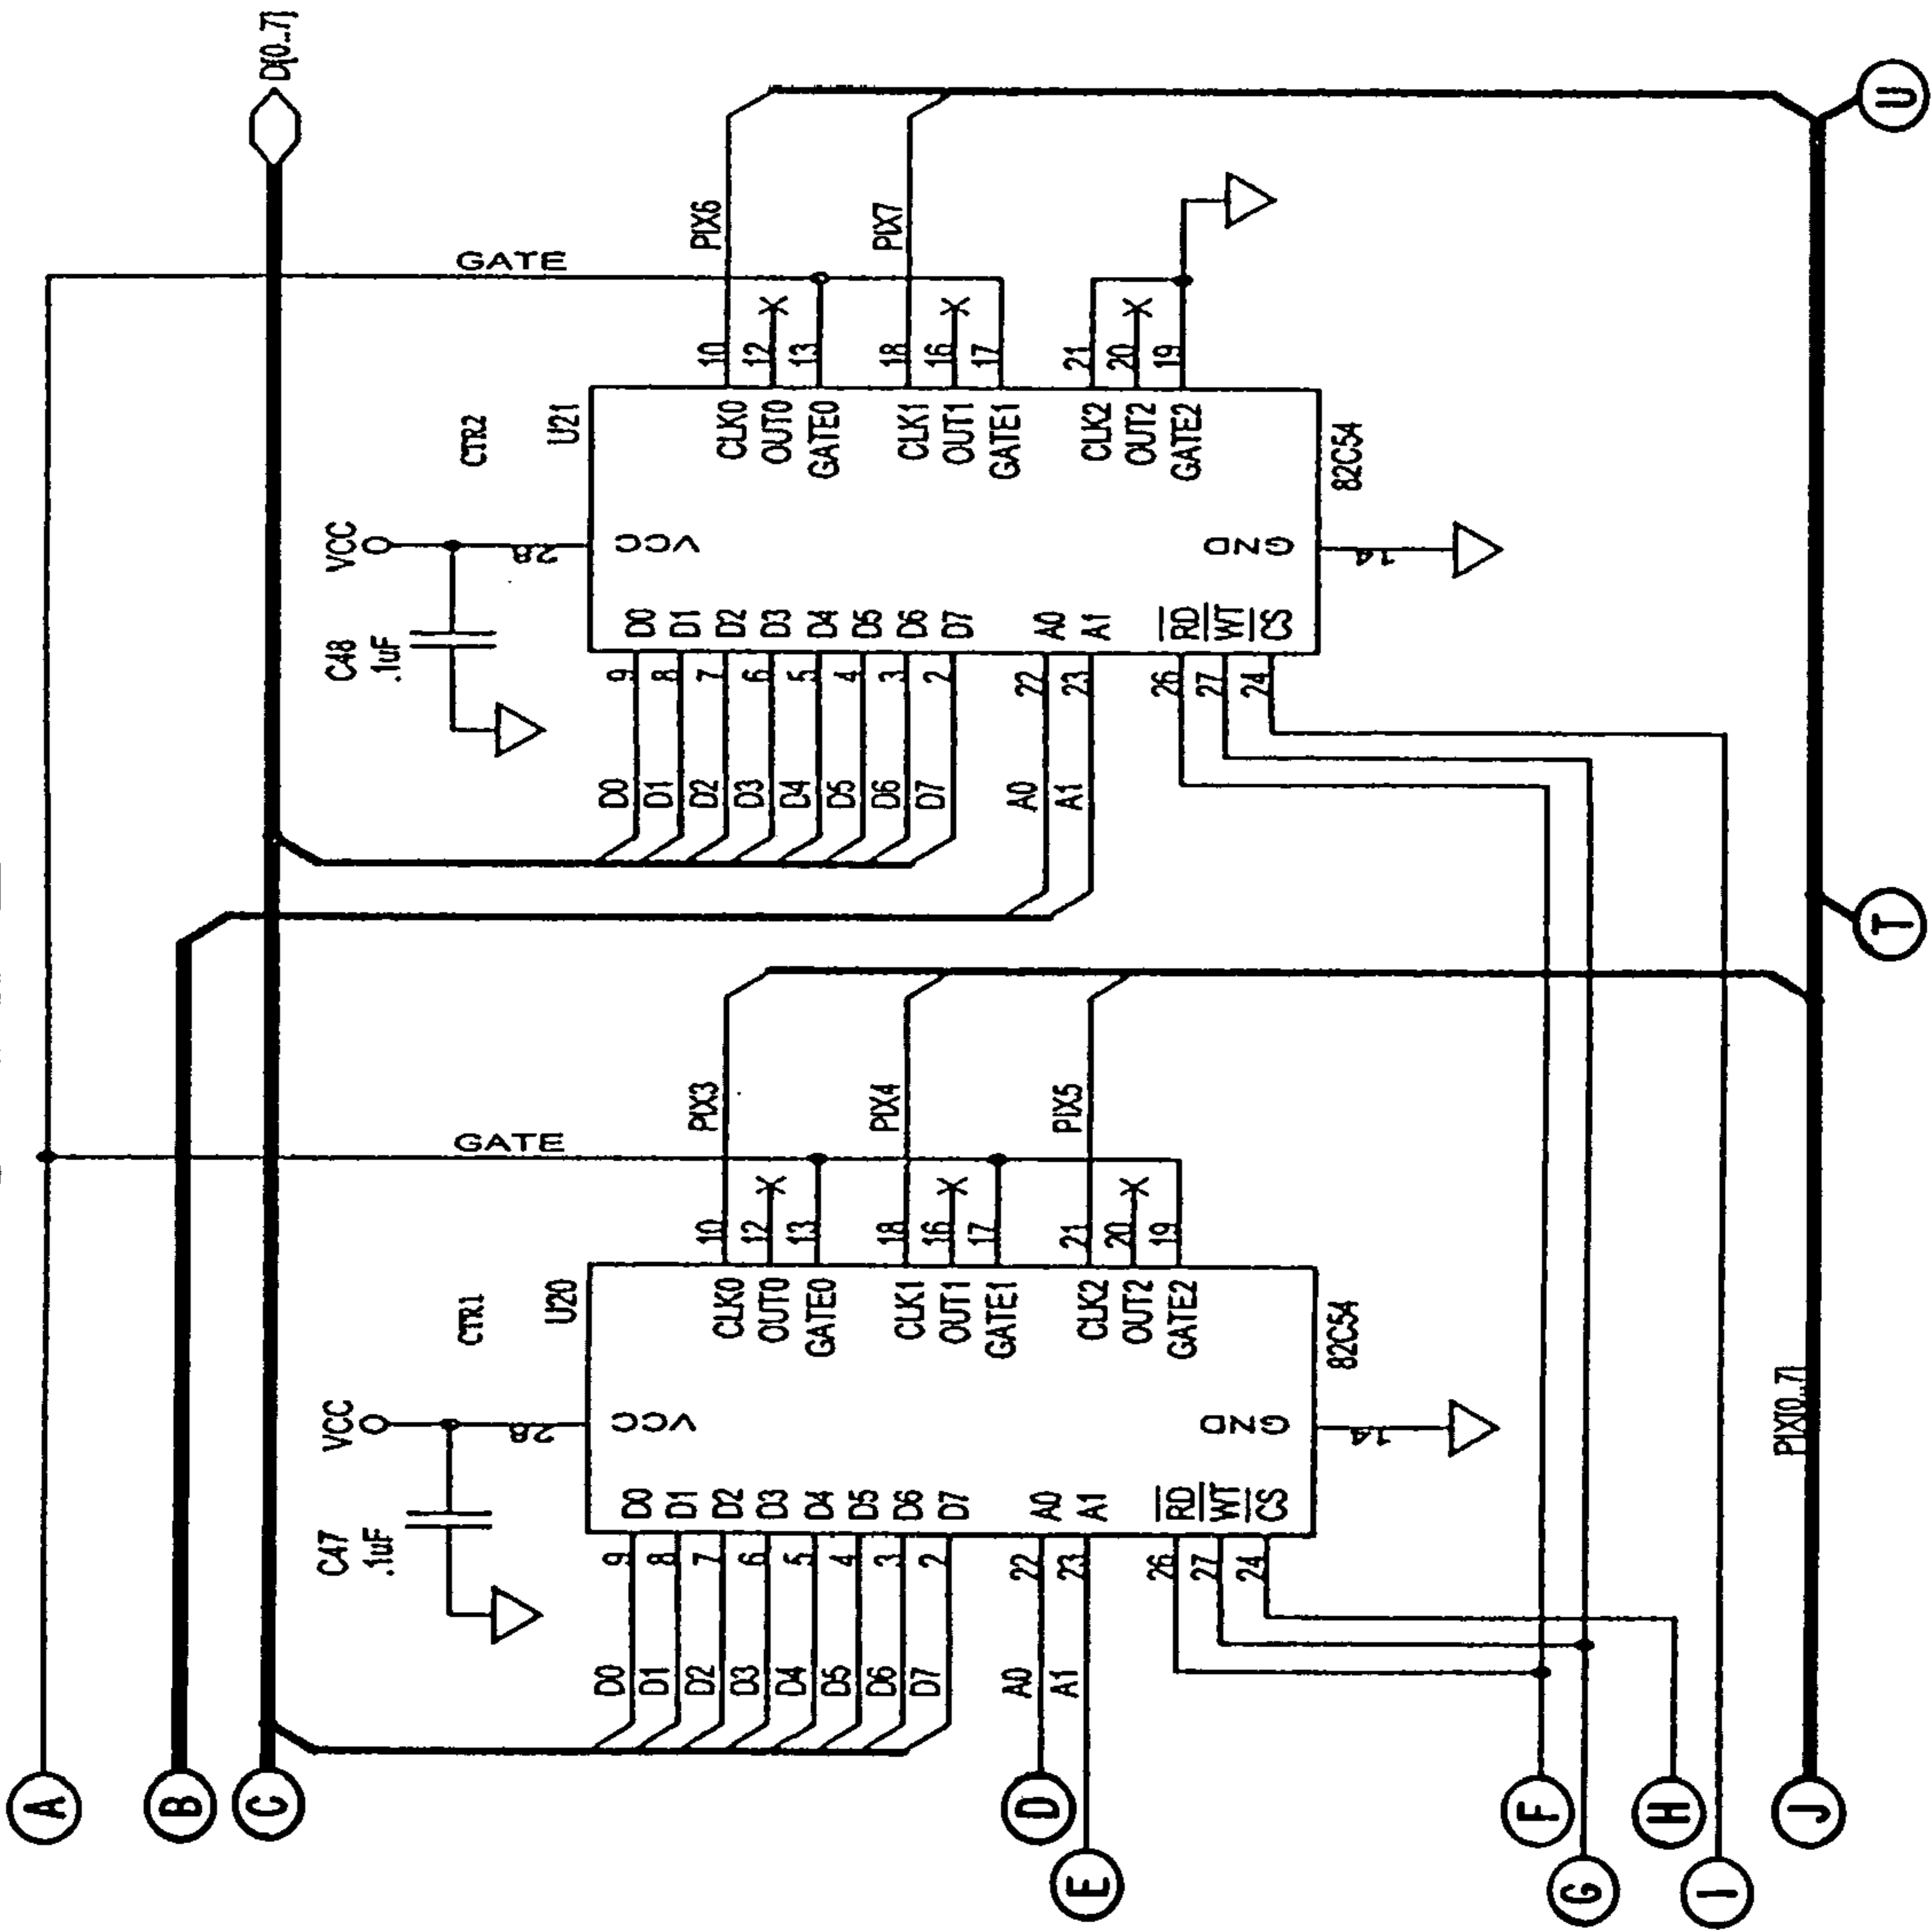 A
B
C
D
E
F
G
H
I
J
T
U
D[0..7]
GATE
GATE
VCC
C47
.1uF
28
CTR1
U20
VCC
D0
D1
D2
D3
D4
D5
D6
D7
A0
A1
RD
WT
CS
GND
CLK0
OUT0
GATE0
CLK1
OUT1
GATE1
CLK2
OUT2
GATE2
82C54
14
9
8
7
6
5
4
3
2
22
23
26
27
24
10
12
13
18
16
17
21
20
19
D0
D1
D2
D3
D4
D5
D6
D7
A0
A1
PIX3
PIX4
PIX5
VCC
C48
.1uF
28
CTR2
U21
VCC
D0
D1
D2
D3
D4
D5
D6
D7
A0
A1
RD
WT
CS
GND
CLK0
OUT0
GATE0
CLK1
OUT1
GATE1
CLK2
OUT2
GATE2
82C54
14
9
8
7
6
5
4
3
2
22
23
26
27
24
10
12
13
18
16
17
21
20
19
D0
D1
D2
D3
D4
D5
D6
D7
A0
A1
PIX6
PIX7
PIX[0..7]